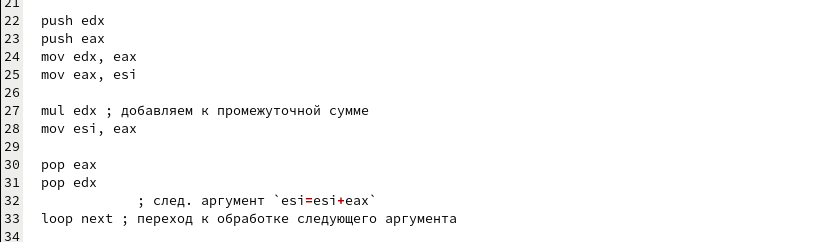 21
22 push edx
23 push eax
24 mov edx, eax
25 mov eax, esi
26
27 mul edx ; добавляем к промежуточной сумме
28 mov esi, eax
29
30 pop eax
31 pop edx
32 ; след. аргумент `esi=esi+eax`
33 loop next ; переход к обработке следующего аргумента
34